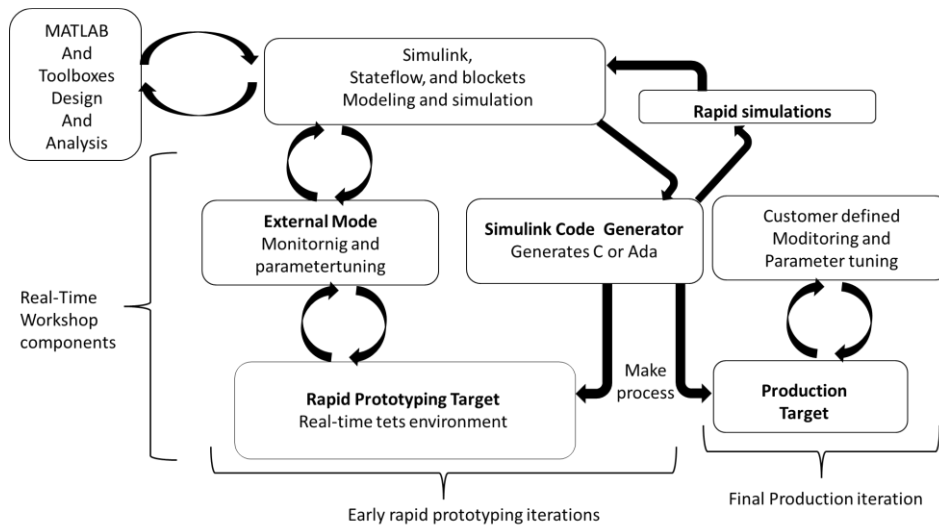 MATLAB
And
Toolboxes
Design
And
Analysis
Simulink,
Stateflow, and blockets
Modeling and simulation
Rapid simulations
External Mode
Monitornig and
parametertuning
Simulink Code Generator
Generates C or Ada
Customer defined
Moditoring and
Parameter tuning
Real-Time
Workshop
components
Rapid Prototyping Target
Real-time tets environment
Make
process
Production
Target
Early rapid prototyping iterations
Final Production iteration